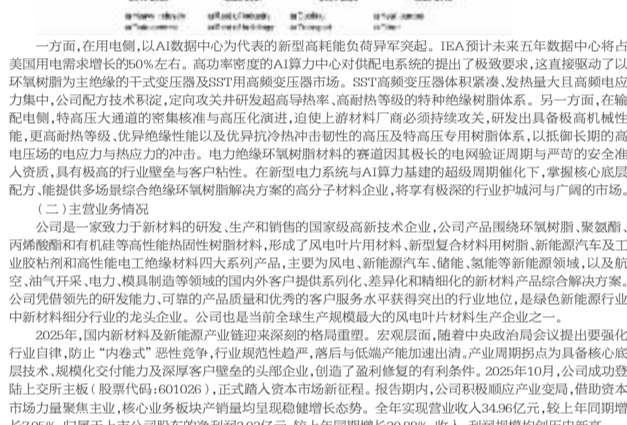 一方面，在用电侧，以AI数据中心为代表的新型高耗能负荷异军突起。IEA预计未来五年数据中心将占
美国用电需求增长的50%左右。高功率密度的AI算力中心对供配电系统的提出了极致要求，这直接驱动了以
环氧树脂为主绝缘的干式变压器及SST用高频变压器市场。SST高频变压器体积紧凑、发热量大且高频电应
力集中，公司配方技术积淀，定向攻关并研发超高导热率、高耐热等级的特种绝缘树脂体系。另一方面，在输
配电侧，特高压大通道的密集核准与高压化演进，迫使上游材料厂商必须持续攻关，研发出具备极高机械性
能，更高耐热等级、优异绝缘性能以及优异抗冷热冲击韧性的高压及特高压专用树脂体系，以抵御长期的高
电压场的电应力与热应力的冲击。电力绝缘环氧树脂材料的赛道因其极长的电网验证周期与严苛的安全准
入资质，具有极高的行业壁垒与客户粘性。在新型电力系统与AI算力基建的超级周期催化下，掌握核心底层
配方、能提供多场景综合绝缘环氧树脂解决方案的高分子材料企业，将享有极深的行业护城河与广阔的市场。
（二）主营业务情况
公司是一家致力于新材料的研发、生产和销售的国家级高新技术企业，公司产品围绕环氧树脂、聚氨酯、
丙烯酸酯和有机硅等高性能热固性树脂材料，形成了风电叶片用材料、新型复合材料用树脂、新能源汽车及工
业胶粘剂和高性能电工绝缘材料四大系列产品，主要为风电、新能源汽车、储能、氢能等新能源领域，以及航
空、油气开采、电力、模具制造等领域的国内外客户提供系列化、差异化和精细化的新材料产品综合解决方案。
公司凭借领先的研发能力、可靠的产品质量和优秀的客户服务水平获得突出的行业地位，是绿色新能源行业
中新材料细分行业的龙头企业。公司也是当前全球生产规模最大的风电叶片材料生产企业之一。
2025年，国内新材料及新能源产业链迎来深刻的格局重塑。宏观层面，随着中央政治局会议提出要强化
行业自律，防止“内卷式”恶性竞争，行业规范性趋严，落后与低端产能加速出清。产业周期拐点为具备核心底
层技术、规模化交付能力及深厚客户壁垒的头部企业，创造了盈利修复的有利条件。2025年10月，公司成功登
陆上交所主板（股票代码：601026），正式踏入资本市场新征程。报告期内，公司积极顺应产业变局，借助资本
市场力量聚焦主业，核心业务板块产销量均呈现稳健增长态势。全年实现营业收入34.96亿元，较上年同期增